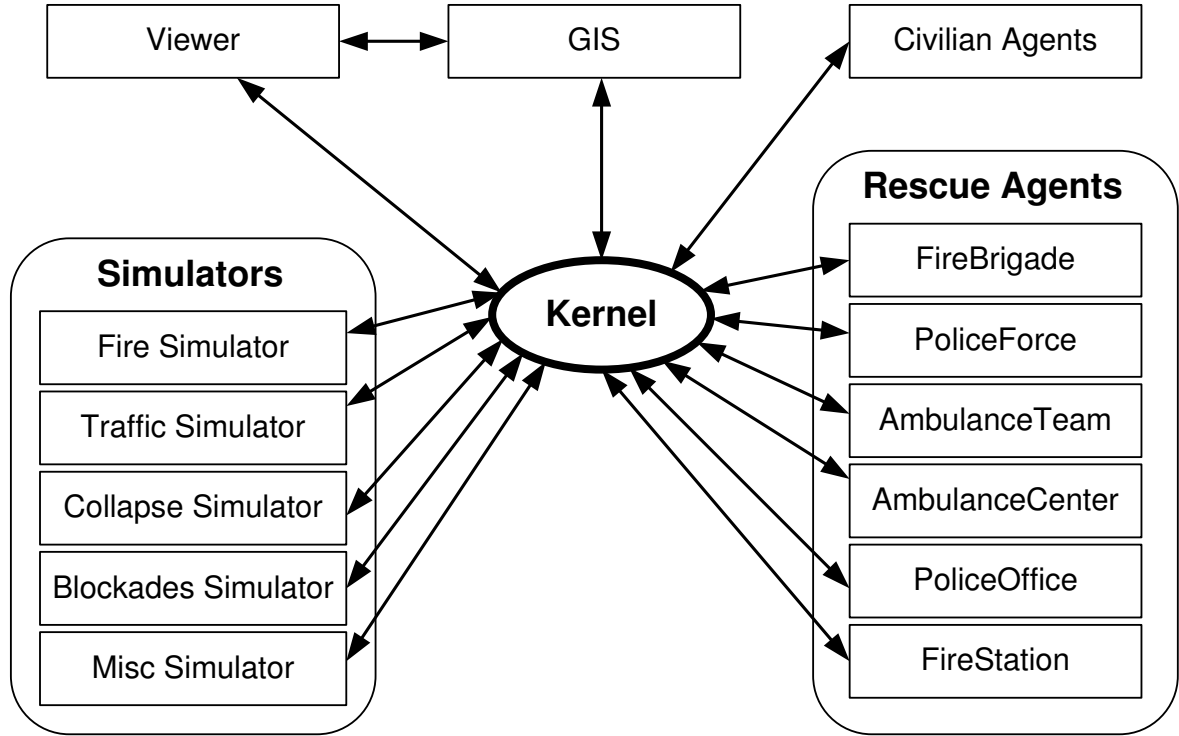 Viewer
GIS
Civilian Agents
Rescue Agents
FireBrigade
PoliceForce
AmbulanceTeam
AmbulanceCenter
PoliceOffice
FireStation
Kernel
Simulators
Fire Simulator
Traffic Simulator
Collapse Simulator
Blockades Simulator
Misc Simulator